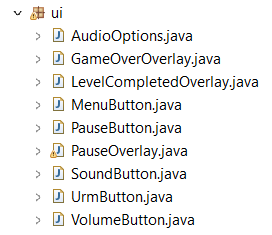 ui
AudioOptions.java
GameOverOverlay.java
LevelCompletedOverlay.java
MenuButton.java
PauseButton.java
PauseOverlay.java
SoundButton.java
UrmButton.java
VolumeButton.java